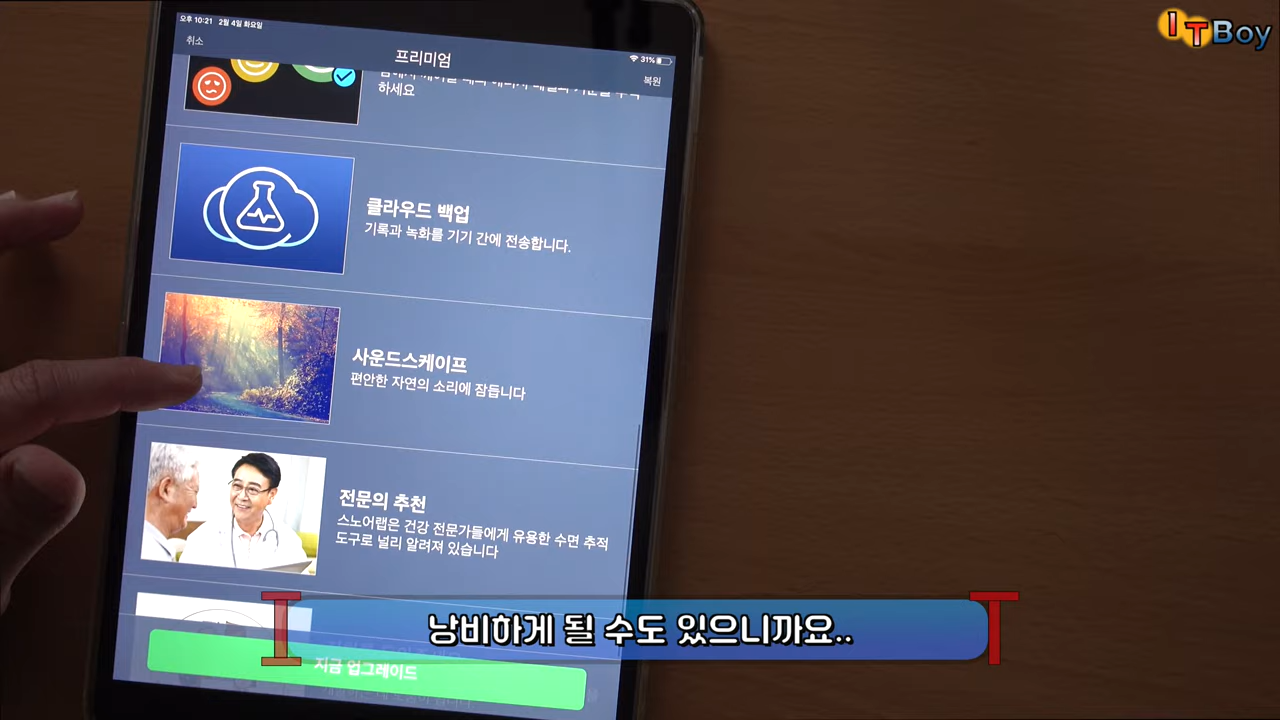 오후 10:21 2월 4일 화요일
31%
취소
프리미엄
복원
하세요
클라우드 백업
기록과 녹화를 기기 간에 전송합니다.
사운드스케이프
편안한 자연의 소리에 잠듭니다
전문의 추천
스노어랩은 건강 전문가들에게 유용한 수면 추적
도구로 널리 알려져 있습니다
지금 업그레이드
낭비하게 될 수도 있으니까요..
IT Boy